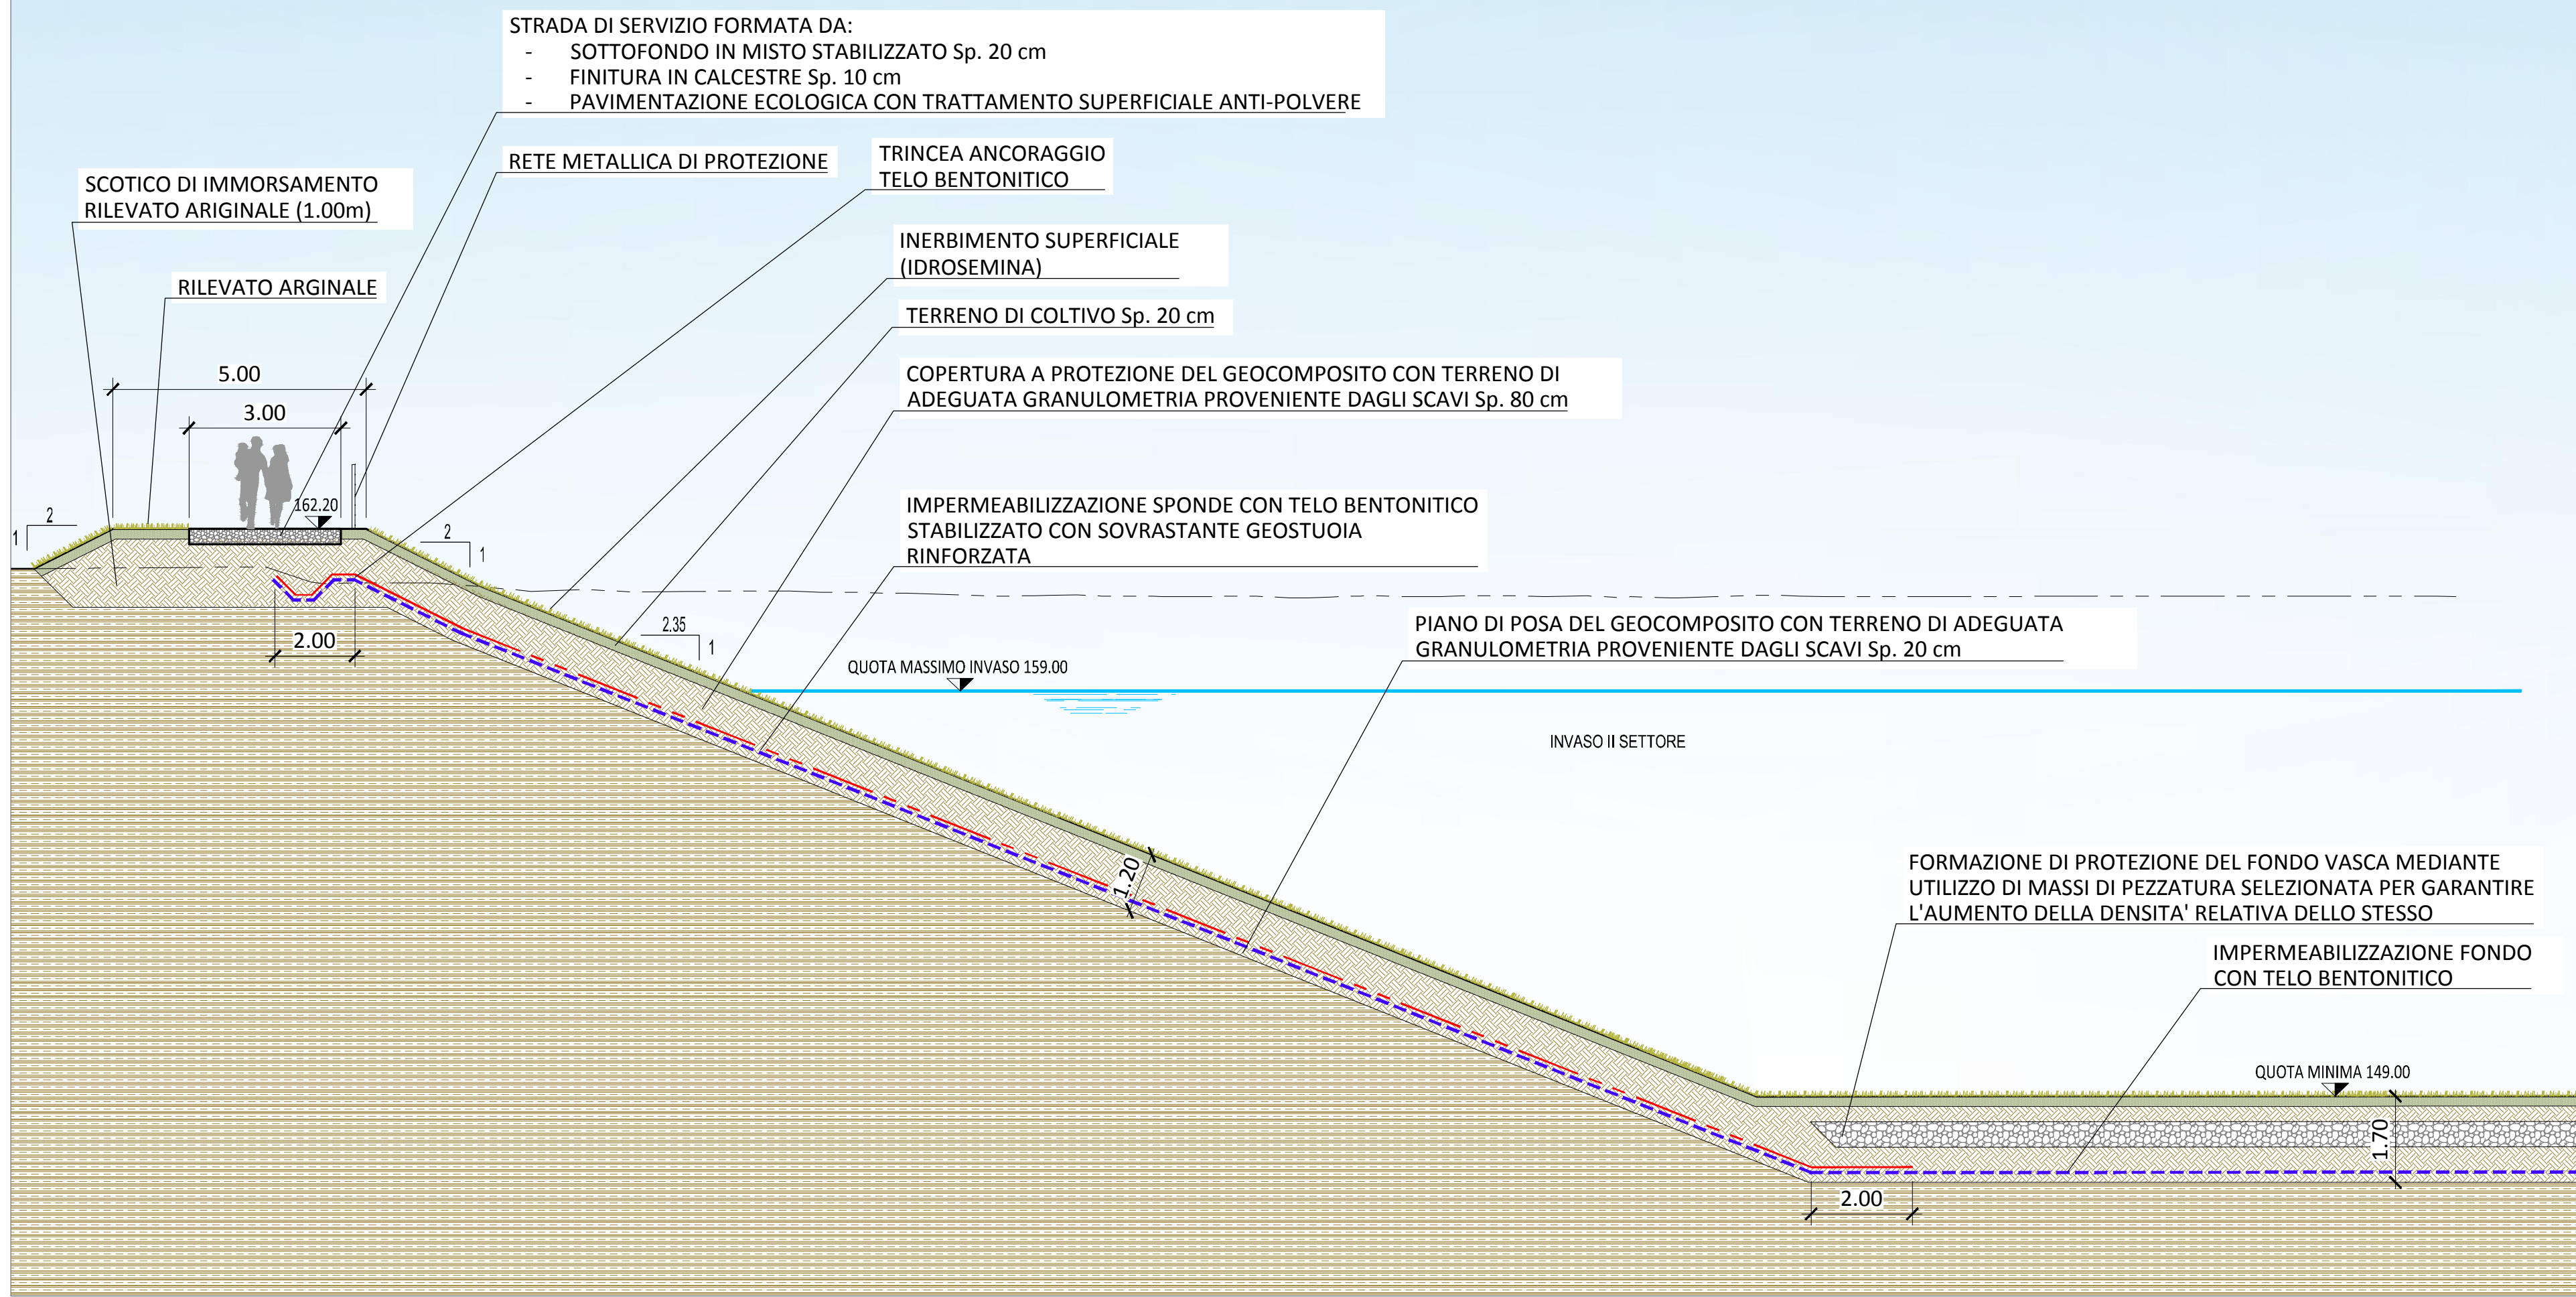 STRADA DI SERVIZIO FORMATA DA:
- SOTTOFONDO IN MISTO STABILIZZATO Sp. 20 cm
- FINITURA IN CALCESTRE Sp. 10 cm
- PAVIMENTAZIONE ECOLOGICA CON TRATTAMENTO SUPERFICIALE ANTI-POLVERE
RETE METALLICA DI PROTEZIONE
TRINCEA ANCORAGGIO
TELO BENTONITICO
SCOTICO DI IMMORSAMENTO
RILEVATO ARIGINALE (1.00m)
INERBIMENTO SUPERFICIALE
(IDROSEMINA)
RILEVATO ARGINALE
TERRENO DI COLTIVO Sp. 20 cm
5.00
COPERTURA A PROTEZIONE DEL GEOCOMPOSITO CON TERRENO DI
ADEGUATA GRANULOMETRIA PROVENIENTE DAGLI SCAVI Sp. 80 cm
3.00
162.20
2
1
2
1
IMPERMEABILIZZAZIONE SPONDE CON TELO BENTONITICO
STABILIZZATO CON SOVRASTANTE GEOSTUOIA
RINFORZATA
2.00
2.35
1
PIANO DI POSA DEL GEOCOMPOSITO CON TERRENO DI ADEGUATA
GRANULOMETRIA PROVENIENTE DAGLI SCAVI Sp. 20 cm
QUOTA MASSIMO INVASO 159.00
INVASO II SETTORE
1.20
FORMAZIONE DI PROTEZIONE DEL FONDO VASCA MEDIANTE
UTILIZZO DI MASSI DI PEZZATURA SELEZIONATA PER GARANTIRE
L'AUMENTO DELLA DENSITA' RELATIVA DELLO STESSO
IMPERMEABILIZZAZIONE FONDO
CON TELO BENTONITICO
QUOTA MINIMA 149.00
1.70
2.00